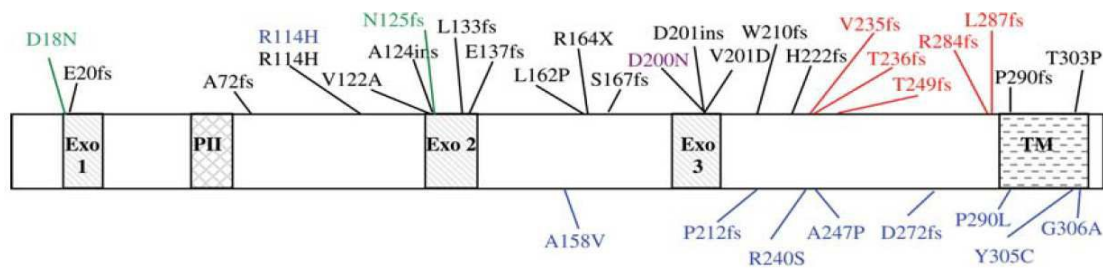 D18N
E20fs
A72fs
R114H
R114H
V122A
N125fs
A124ins
L133fs
E137fs
L162P
R164X
S167fs
D200N
D201ins
V201D
W210fs
H222fs
V235fs
T236fs
T249fs
R284fs
L287fs
P290fs
T303P
Exo 1
PII
Exo 2
Exo 3
TM
A158V
P212fs
R240S
A247P
D272fs
P290L
Y305C
G306A